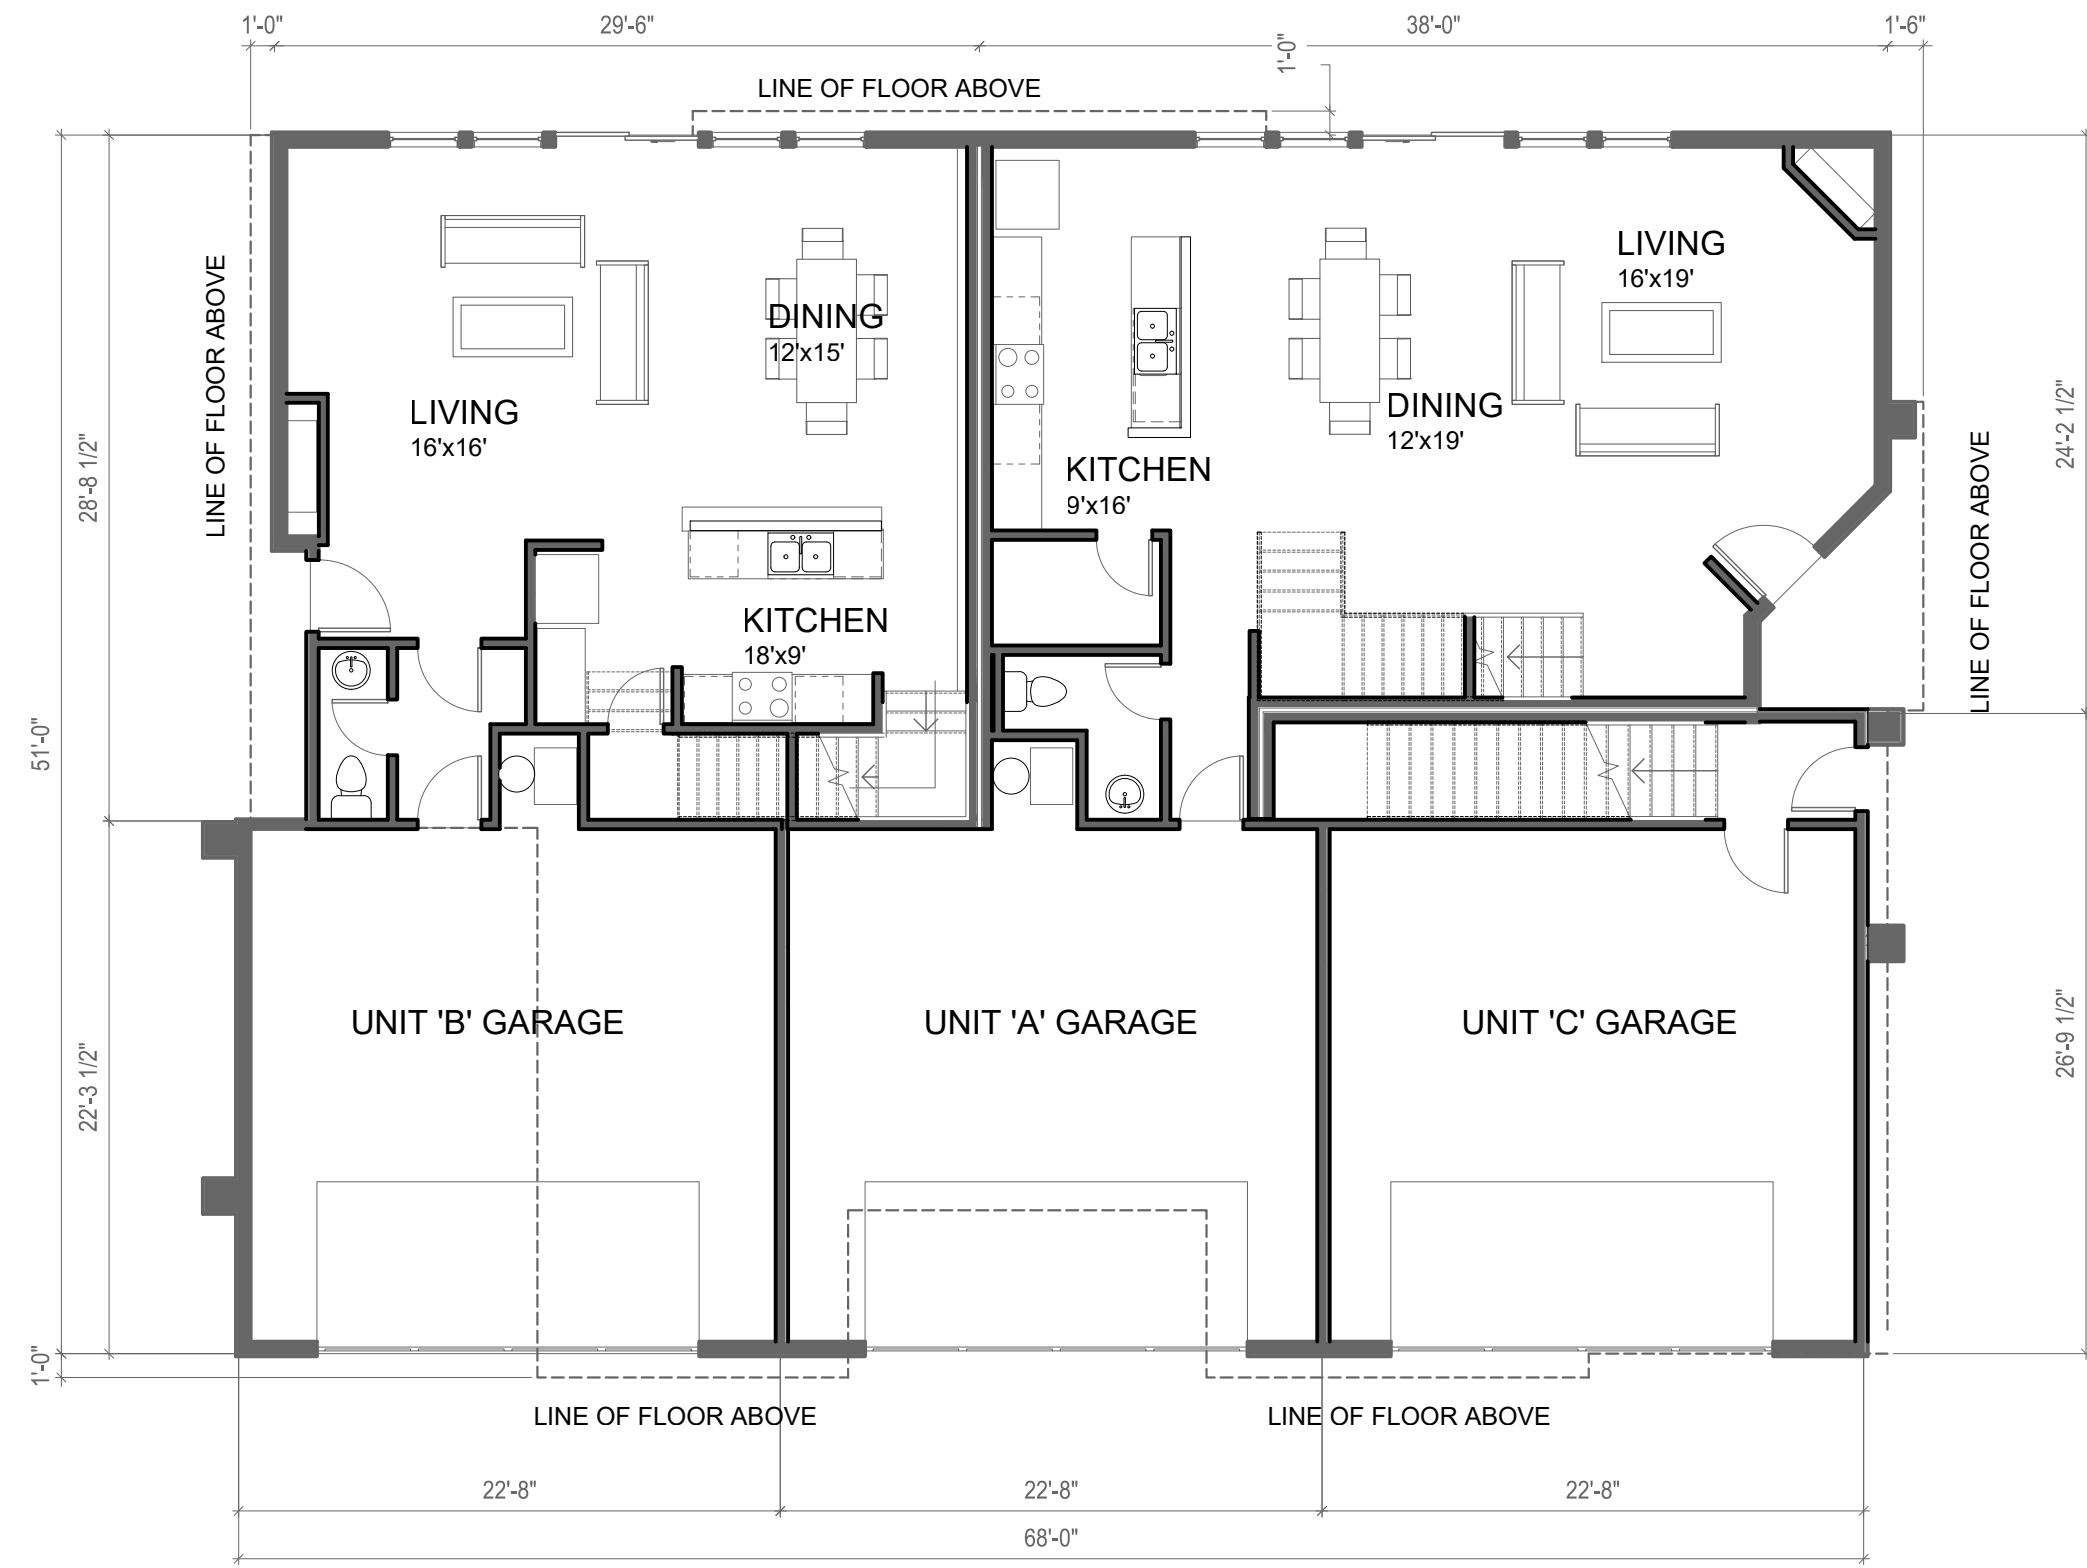 1'-0"
29'-6"
38'-0"
1'-6"
1'-0"
LINE OF FLOOR ABOVE
LIVING
16'x19'
LINE OF FLOOR ABOVE
DINING
12'x15'
LIVING
16'x16'
DINING
12'x19'
24'-2 1/2"
28'-8 1/2"
KITCHEN
9'x16'
LINE OF FLOOR ABOVE
KITCHEN
18'x9'
51'-0"
UNIT 'B' GARAGE
UNIT 'A' GARAGE
UNIT 'C' GARAGE
22'-3 1/2"
26'-9 1/2"
1'-0"
LINE OF FLOOR ABOVE
LINE OF FLOOR ABOVE
22'-8"
22'-8"
22'-8"
68'-0"